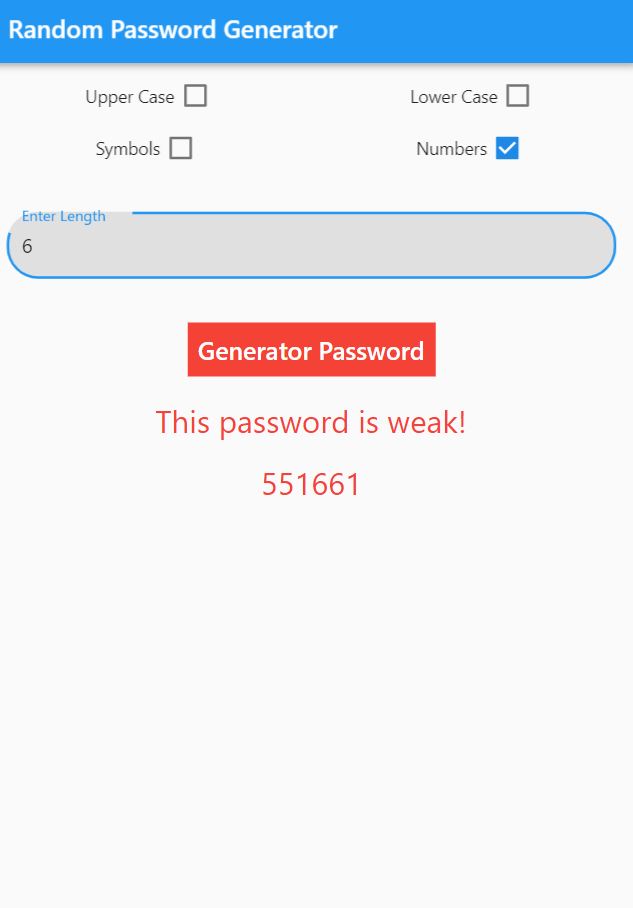 Random Password Generator
Upper Case Lower Case
Symbols Numbers
Enter Length
6
Generator Password
This password is weak!
551661